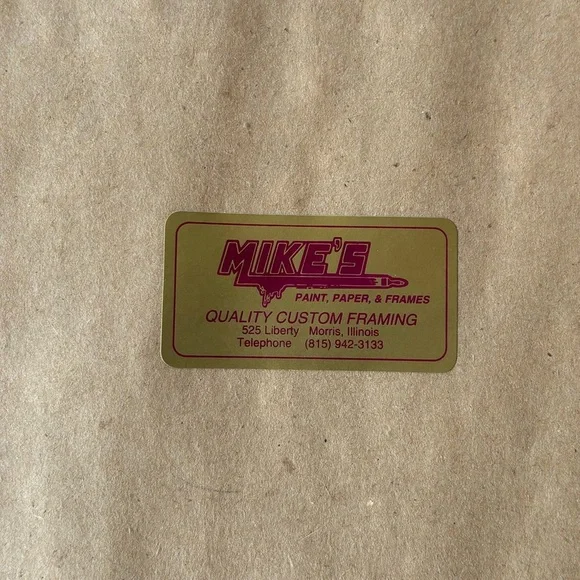 MIKE'S
PAINT, PAPER, & FRAMES
QUALITY CUSTOM FRAMING
525 Liberty Morris, Illinois
Telephone (815) 942-3133